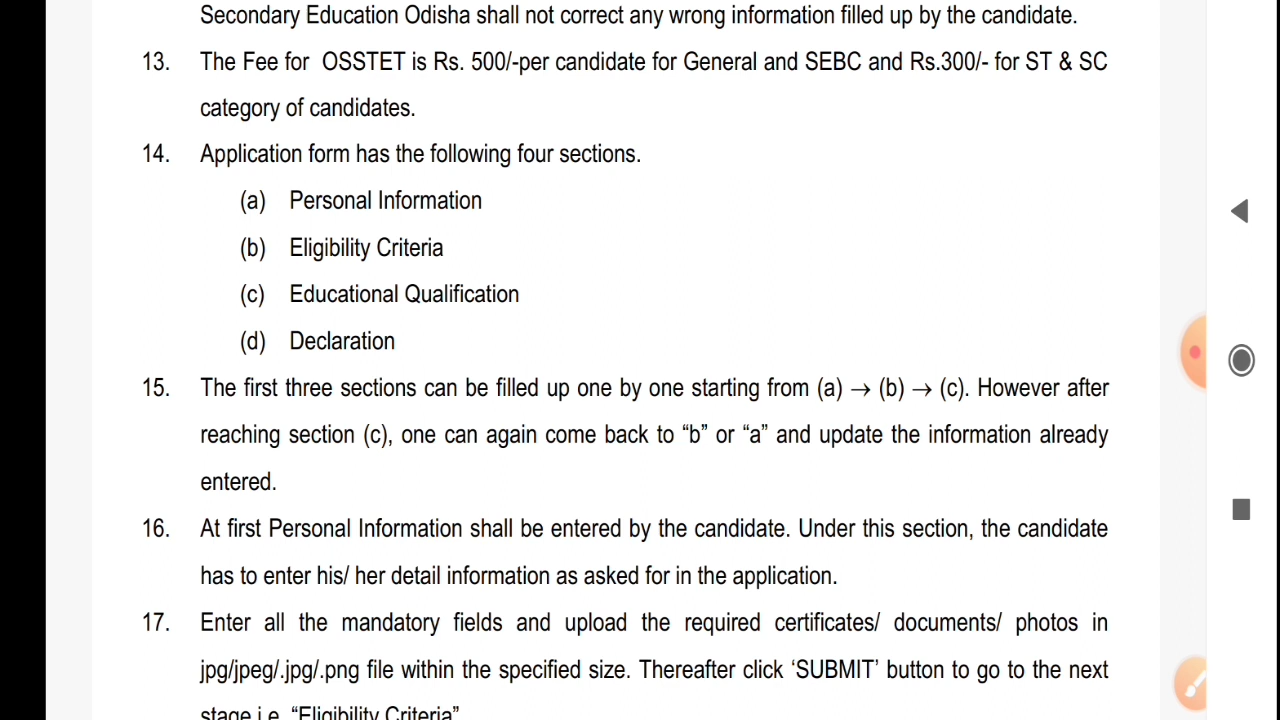 Secondary Education Odisha shall not correct any wrong information filled up by the candidate.
13. The Fee for OSSTET is Rs. 500/-per candidate for General and SEBC and Rs.300/- for ST & SC
category of candidates.
14. Application form has the following four sections.
(a) Personal Information
(b) Eligibility Criteria
(c) Educational Qualification
(d) Declaration
15. The first three sections can be filled up one by one starting from (a) → (b) → (c). However after
reaching section (c), one can again come back to “b” or “a” and update the information already
entered.
16. At first Personal Information shall be entered by the candidate. Under this section, the candidate
has to enter his/ her detail information as asked for in the application.
17. Enter all the mandatory fields and upload the required certificates/ documents/ photos in
jpg/jpeg/.jpg/.png file within the specified size. Thereafter click ‘SUBMIT’ button to go to the next
stage i.e. “Eligibility Criteria”